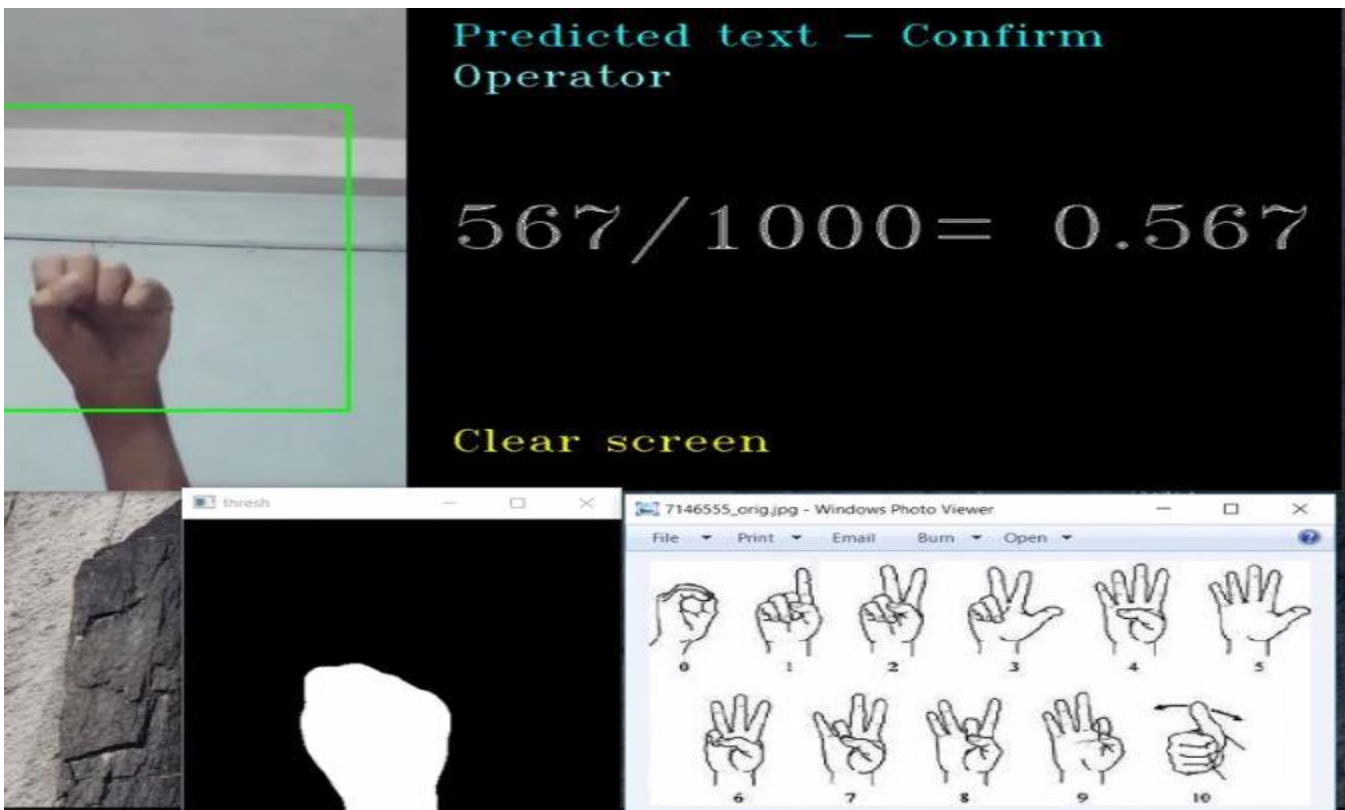 Predicted text - Confirm
Operator
567/1000= 0.567
Clear screen
thresh
7146555_orig.jpg - Windows Photo Viewer
File Print Email Burn Open
0 1 2 3 4 5
6 7 8 9 10